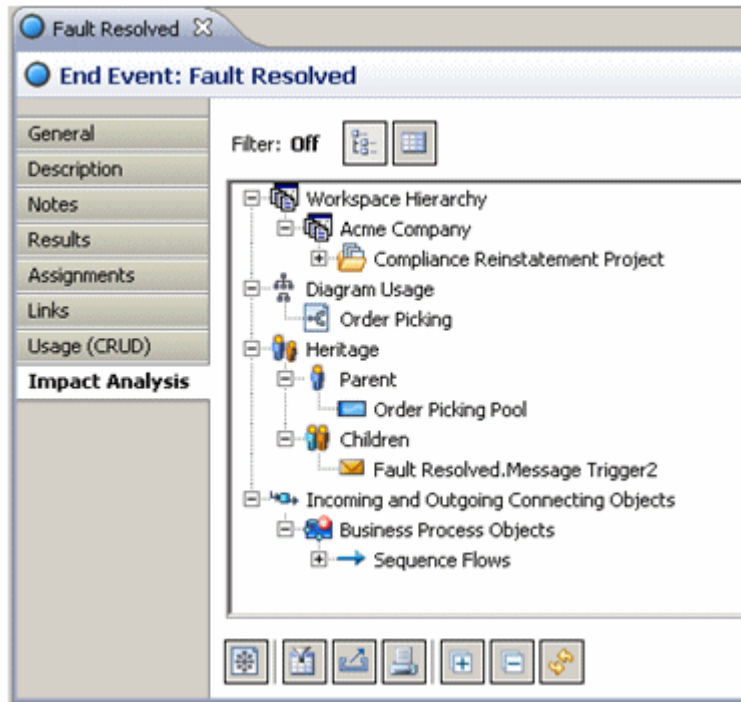 Fault Resolved
End Event: Fault Resolved
General
Description
Notes
Results
Assignments
Links
Usage (CRUD)
Impact Analysis
Filter: Off
Workspace Hierarchy
Acme Company
Compliance Reinstatement Project
Diagram Usage
Order Picking
Heritage
Parent
Order Picking Pool
Children
Fault Resolved.Message Trigger2
Incoming and Outgoing Connecting Objects
Business Process Objects
Sequence Flows